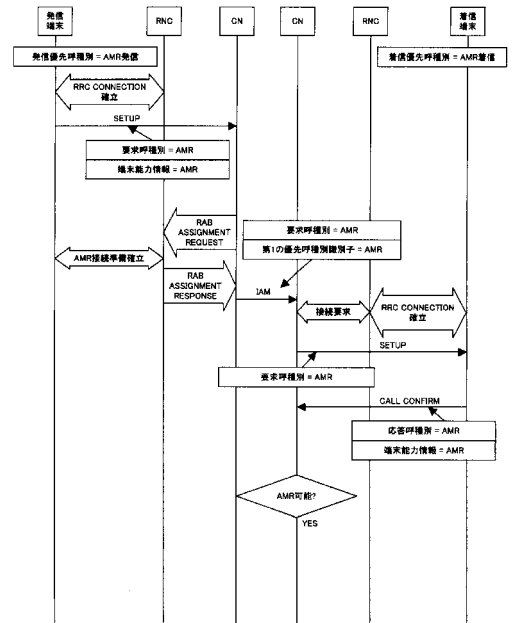 発信
端末
RNC
CN
CN
RNC
着信
端末
発信優先呼種別 = AMR発信
着信優先呼種別 = AMR着信
RRC CONNECTION
確立
SETUP
要求呼種別 = AMR
端末能力情報 = AMR
RAB
ASSIGNMENT
REQUEST
要求呼種別 = AMR
第1の優先呼種別識別子 = AMR
AMR接続準備確立
RAB
ASSIGNMENT
RESPONSE
IAM
接続要求
RRC CONNECTION
確立
SETUP
要求呼種別 = AMR
CALL CONFIRM
応答呼種別 = AMR
端末能力情報 = AMR
AMR可能?
YES